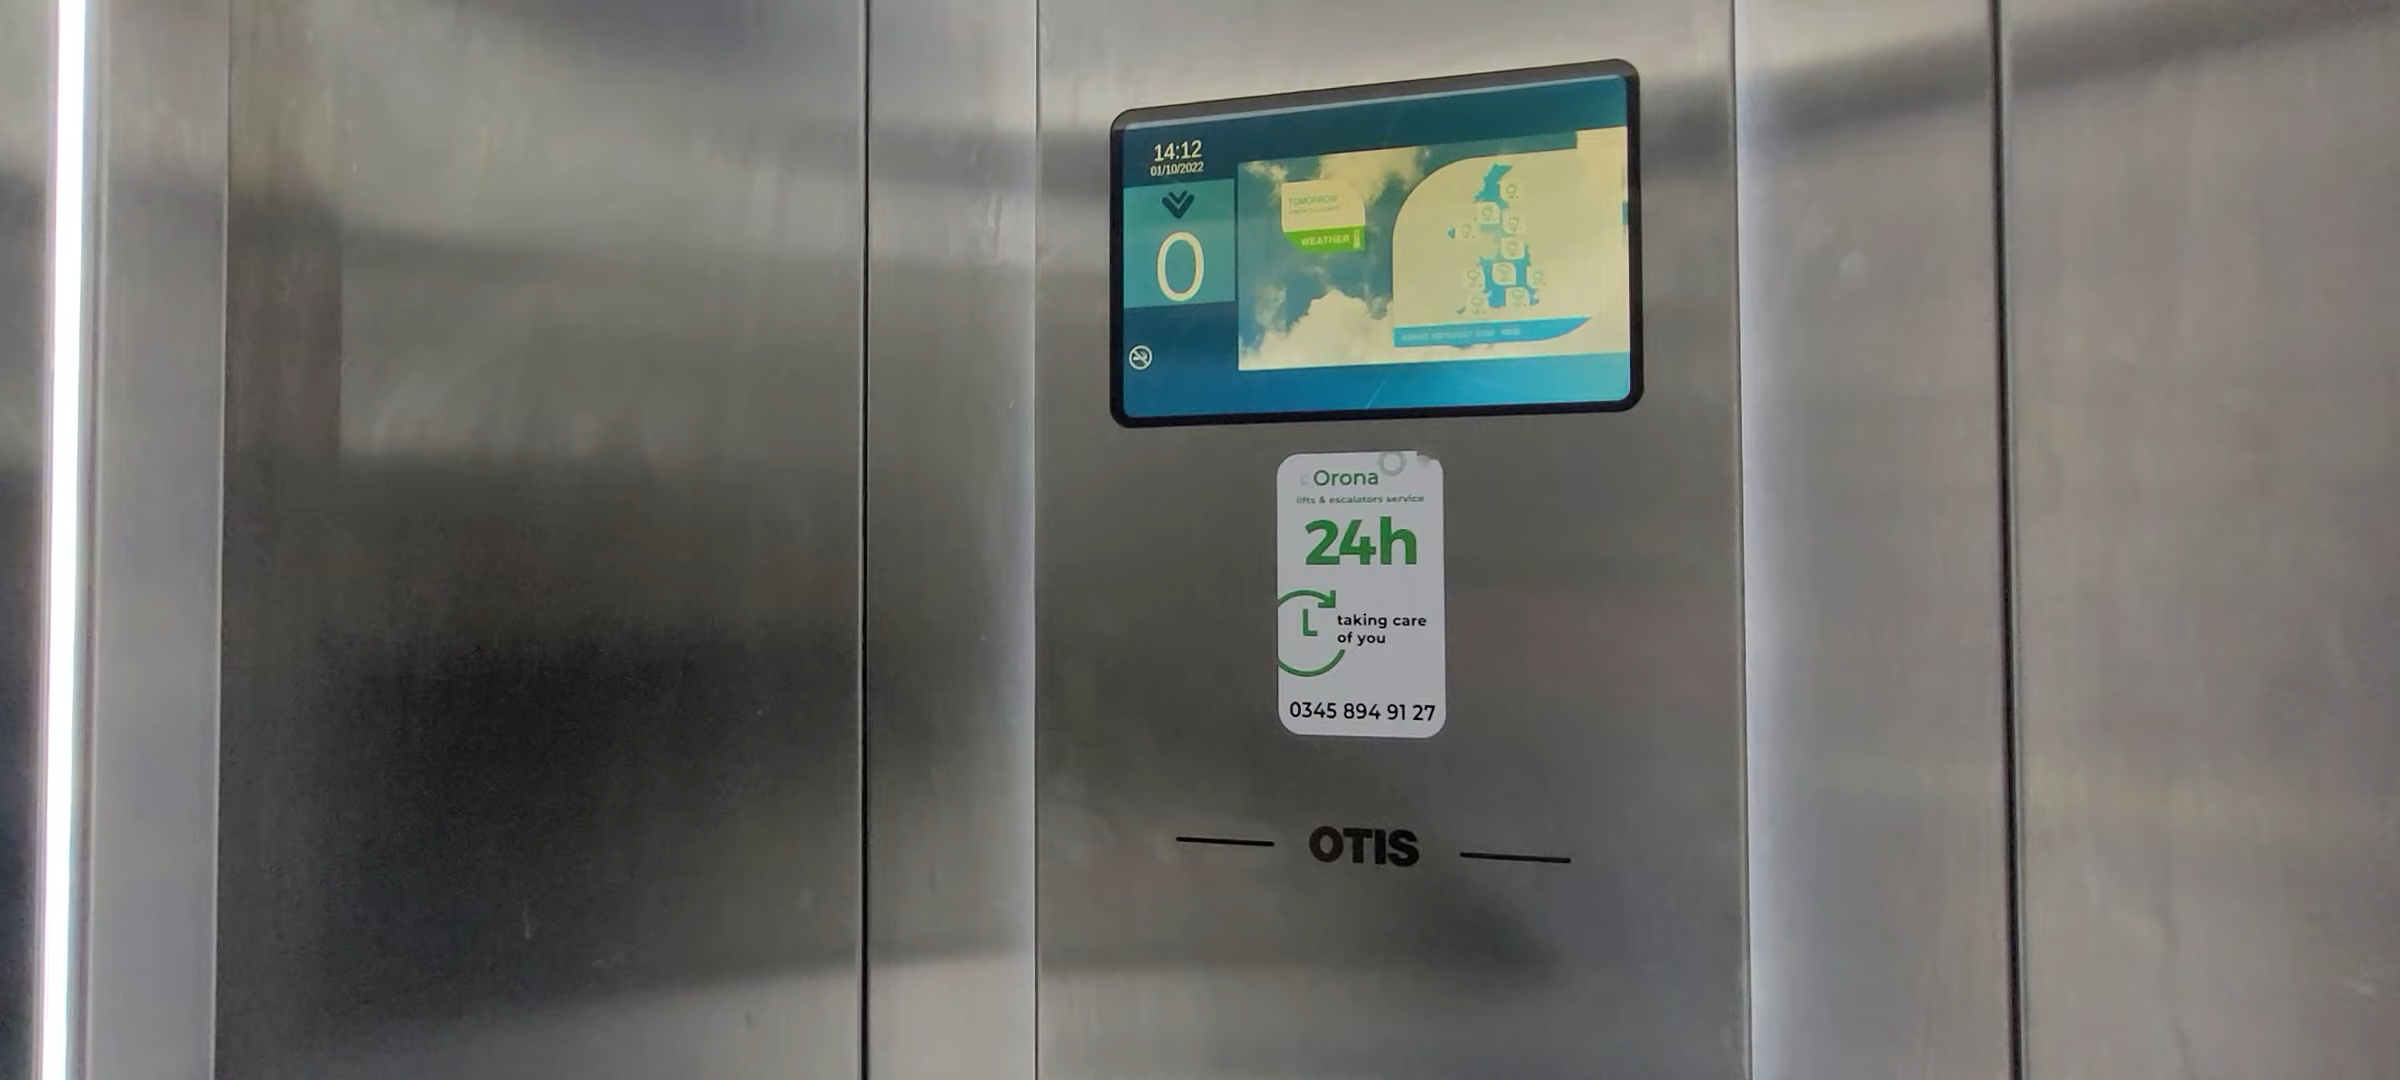 14:12
01/10/2022
0
TOMORROW
WEATHER
Orona
lifts & escalators service
24h
L
taking care
of you
0345 894 91 27
OTIS